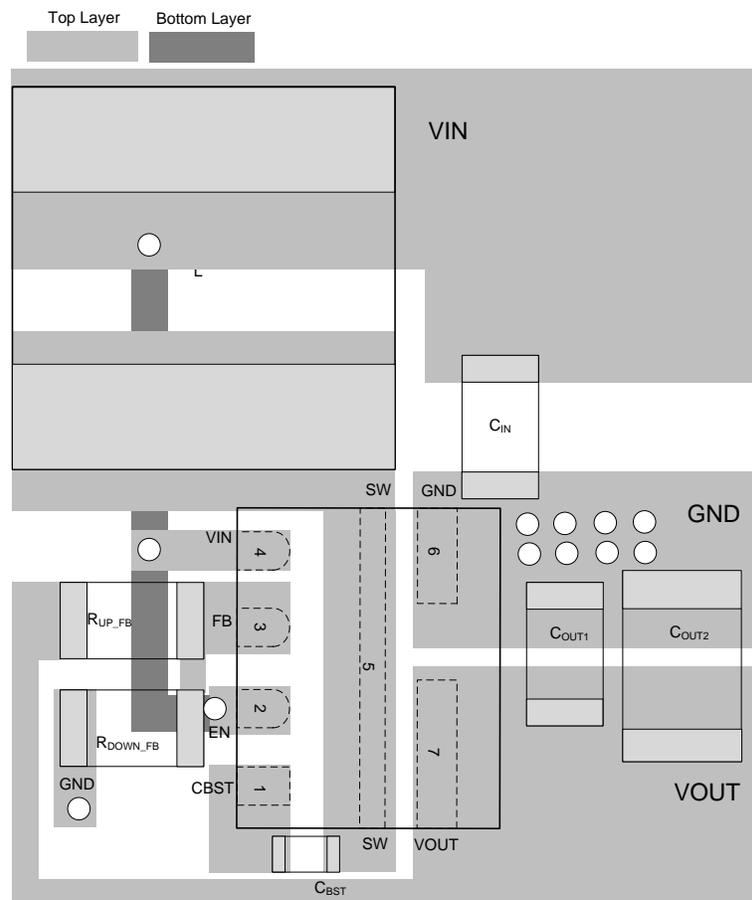 Top Layer
Bottom Layer
VIN
L
CIN
SW
GND
GND
VIN
4
6
RUP_FB
FB
3
COUT1
COUT2
5
2
EN
RDOWN_FB
7
GND
CBST
1
VOUT
SW
VOUT
CBST